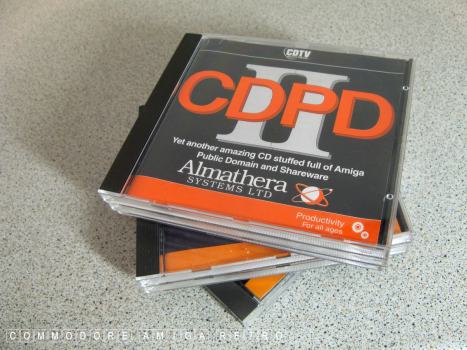 CDTV
CDPD
II
Yet another amazing CD stuffed full of Amiga
Public Domain and Shareware
Almathera
SYSTEMS LTD
Productivity
For all ages
COMMODORE AMIGA RETRO